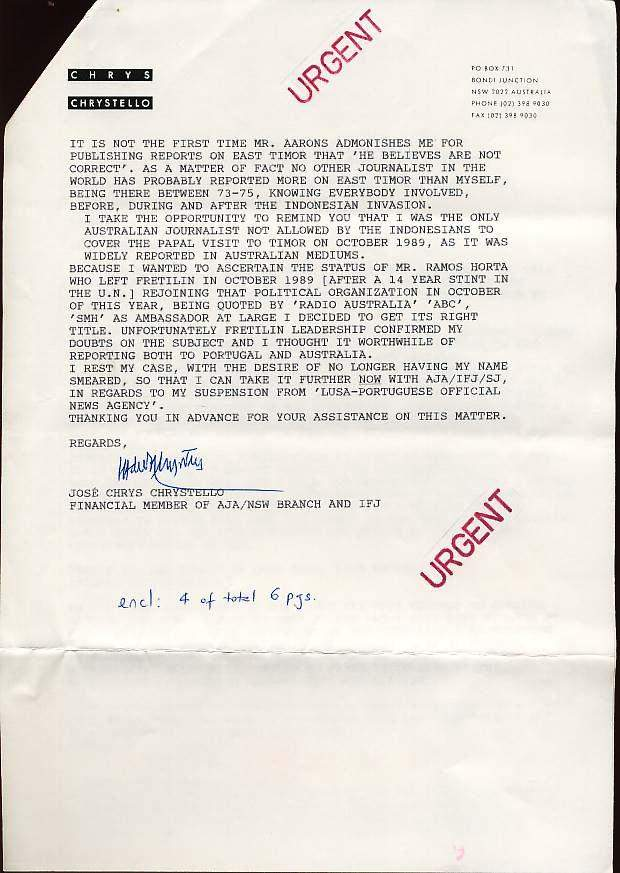 CHRYS
CHRYSTELLO
URGENT
PO BOX 731
BONDI JUNCTION
NSW 2022 AUSTRALIA
PHONE (02) 398 9030
FAX (02) 398 9030
IT IS NOT THE FIRST TIME MR. AARONS ADMONISHES ME FOR
PUBLISHING REPORTS ON EAST TIMOR THAT 'HE BELIEVES ARE NOT
CORRECT'. AS A MATTER OF FACT NO OTHER JOURNALIST IN THE
WORLD HAS PROBABLY REPORTED MORE ON EAST TIMOR THAN MYSELF,
BEING THERE BETWEEN 73-75, KNOWING EVERYBODY INVOLVED,
BEFORE, DURING AND AFTER THE INDONESIAN INVASION.
I TAKE THE OPPORTUNITY TO REMIND YOU THAT I WAS THE ONLY
AUSTRALIAN JOURNALIST NOT ALLOWED BY THE INDONESIANS TO
COVER THE PAPAL VISIT TO TIMOR ON OCTOBER 1989, AS IT WAS
WIDELY REPORTED IN AUSTRALIAN MEDIUMS.
BECAUSE I WANTED TO ASCERTAIN THE STATUS OF MR. RAMOS HORTA
WHO LEFT FRETILIN IN OCTOBER 1989 [AFTER A 14 YEAR STINT IN
THE U.N.] REJOINING THAT POLITICAL ORGANIZATION IN OCTOBER
OF THIS YEAR, BEING QUOTED BY 'RADIO AUSTRALIA' 'ABC',
'SMH' AS AMBASSADOR AT LARGE I DECIDED TO GET ITS RIGHT
TITLE. UNFORTUNATELY FRETILIN LEADERSHIP CONFIRMED MY
DOUBTS ON THE SUBJECT AND I THOUGHT IT WORTHWHILE OF
REPORTING BOTH TO PORTUGAL AND AUSTRALIA.
I REST MY CASE, WITH THE DESIRE OF NO LONGER HAVING MY NAME
SMEARED, SO THAT I CAN TAKE IT FURTHER NOW WITH AJA/IFJ/SJ,
IN REGARDS TO MY SUSPENSION FROM 'LUSA-PORTUGUESE OFFICIAL
NEWS AGENCY'.
THANKING YOU IN ADVANCE FOR YOUR ASSISTANCE ON THIS MATTER.
REGARDS,
JOSÉ CHRYS CHRYSTELLO
FINANCIAL MEMBER OF AJA/NSW BRANCH AND IFJ
URGENT
encl: 4 of total 6 pgs.